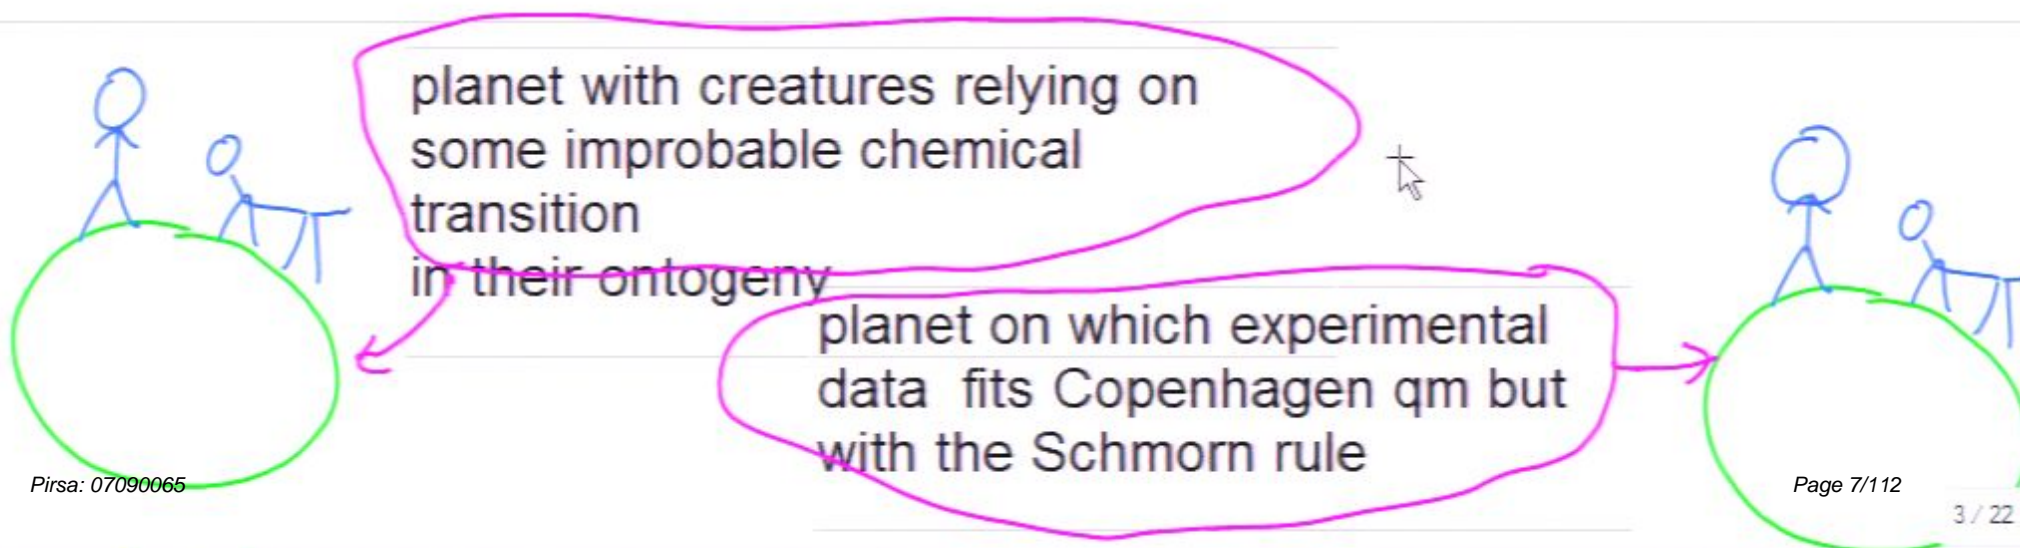 planet with creatures relying on
some improbable chemical
transition
in their ontogeny
planet on which experimental
data  fits Copenhagen qm but
with the Schmorn rule
Pirsa: 07090065
Page 7/112
3 / 22